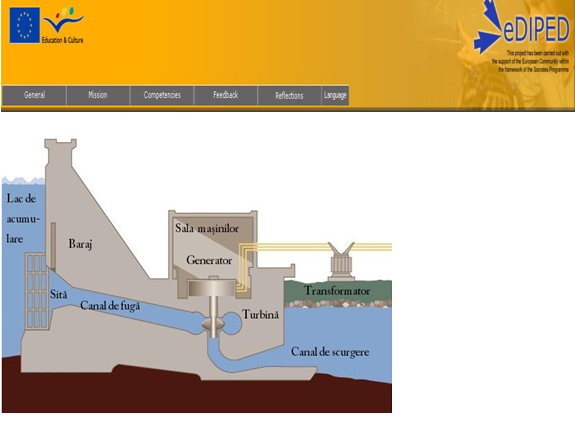 Education & Culture
eDIPED
This project has been carried out with
the support of the European Community within
the framework of the Socrates Programme
General
Mission
Competencies
Feedback
Reflections
Language
Lac de
acumu-
lare
Baraj
Sala mașinilor
Generator
Sită
Canal de fugă
Turbină
Transformator
Canal de scurgere